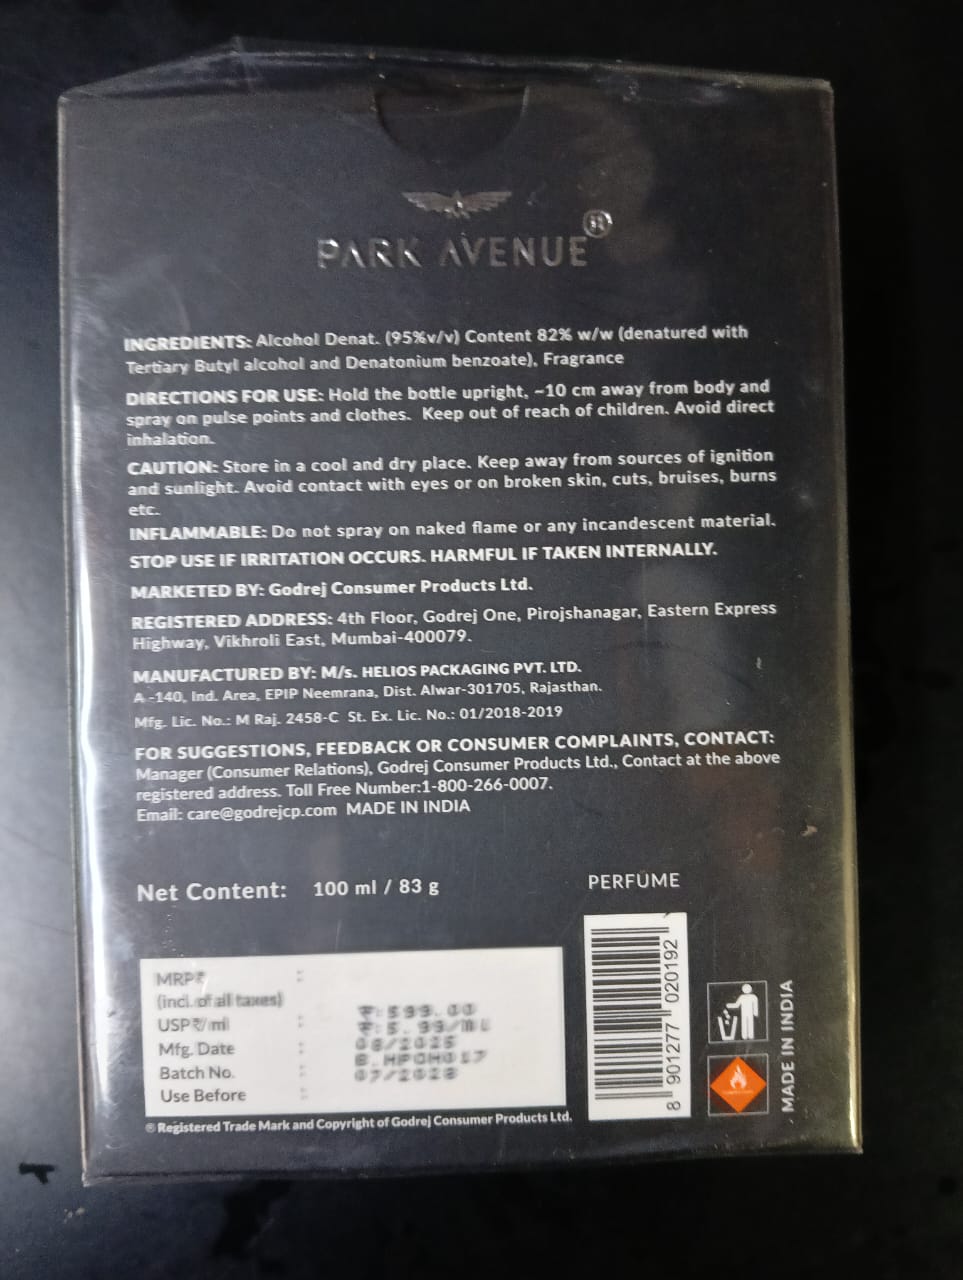 PARK AVENUE®
INGREDIENTS: Alcohol Denat. (95%v/v) Content 82% w/w (denatured with
Tertiary Butyl alcohol and Denatonium benzoate), Fragrance
DIRECTIONS FOR USE: Hold the bottle upright, ~10 cm away from body and
spray on pulse points and clothes. Keep out of reach of children. Avoid direct
inhalation.
CAUTION: Store in a cool and dry place. Keep away from sources of ignition
and sunlight. Avoid contact with eyes or on broken skin, cuts, bruises, burns
etc.
INFLAMMABLE: Do not spray on naked flame or any incandescent material.
STOP USE IF IRRITATION OCCURS. HARMFUL IF TAKEN INTERNALLY.
MARKETED BY: Godrej Consumer Products Ltd.
REGISTERED ADDRESS: 4th Floor, Godrej One, Pirojshanagar, Eastern Express
Highway, Vikhroli East, Mumbai-400079.
MANUFACTURED BY: M/s. HELIOS PACKAGING PVT. LTD.
A -140, Ind. Area, EPIP Neemrana, Dist. Alwar-301705, Rajasthan.
Mfg. Lic. No.: M Raj. 2458-C St. Ex. Lic. No.: 01/2018-2019
FOR SUGGESTIONS, FEEDBACK OR CONSUMER COMPLAINTS, CONTACT:
Manager (Consumer Relations), Godrej Consumer Products Ltd., Contact at the above
registered address. Toll Free Number:1-800-266-0007.
Email: care@godrejcp.com MADE IN INDIA
Net Content: 100 ml / 83 g
PERFUME
MRP₹ :
(incl. of all taxes) ₹:599.00
USP₹/ml : ₹:5.99/ML
Mfg. Date : 08/2025
Batch No. :
Use Before : 07/2028
8 901277 020192
MADE IN INDIA
® Registered Trade Mark and Copyright of Godrej Consumer Products Ltd.